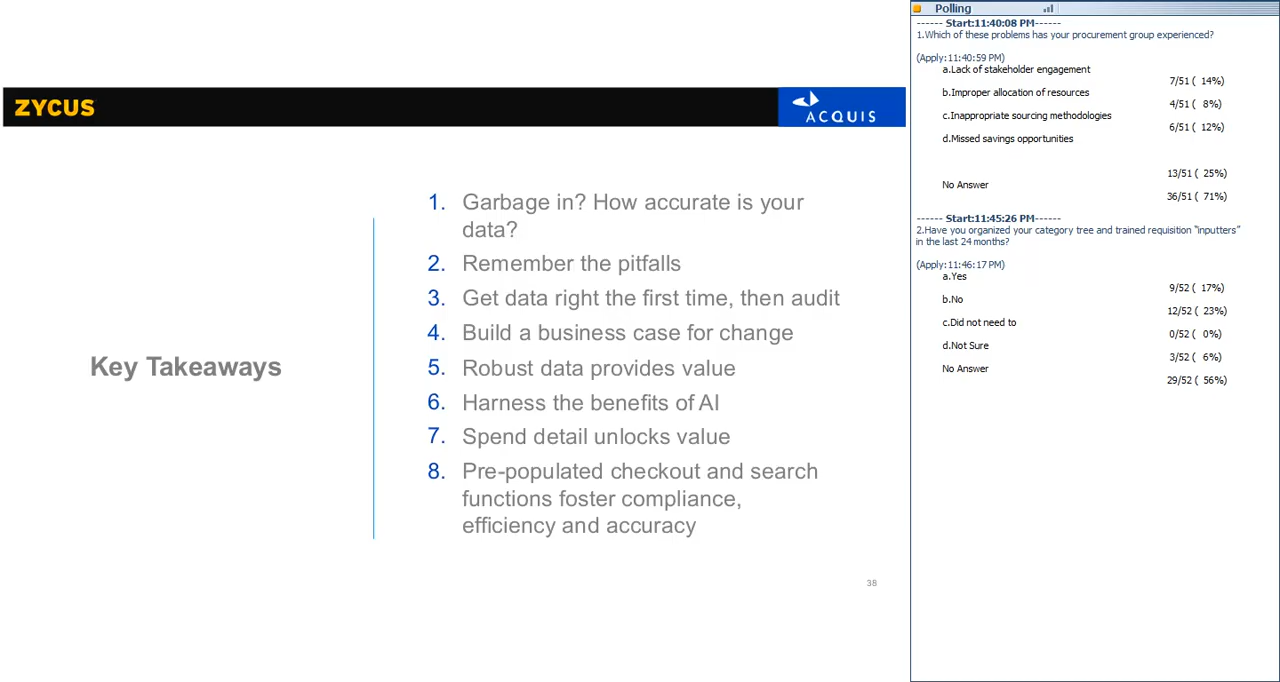 ZYCUS
ACQUIS
Key Takeaways
1. Garbage in? How accurate is your
data?
2. Remember the pitfalls
3. Get data right the first time, then audit
4. Build a business case for change
5. Robust data provides value
6. Harness the benefits of AI
7. Spend detail unlocks value
8. Pre-populated checkout and search
functions foster compliance,
efficiency and accuracy
38
Polling
------ Start:11:40:08 PM------
1.Which of these problems has your procurement group experienced?
(Apply:11:40:59 PM)
a.Lack of stakeholder engagement
7/51 ( 14%)
b.Improper allocation of resources
4/51 ( 8%)
c.Inappropriate sourcing methodologies
6/51 ( 12%)
d.Missed savings opportunities
13/51 ( 25%)
No Answer
36/51 ( 71%)
------ Start:11:45:26 PM------
2.Have you organized your category tree and trained requisition “inputters”
in the last 24 months?
(Apply:11:46:17 PM)
a.Yes
9/52 ( 17%)
b.No
12/52 ( 23%)
c.Did not need to
0/52 ( 0%)
d.Not Sure
3/52 ( 6%)
No Answer
29/52 ( 56%)